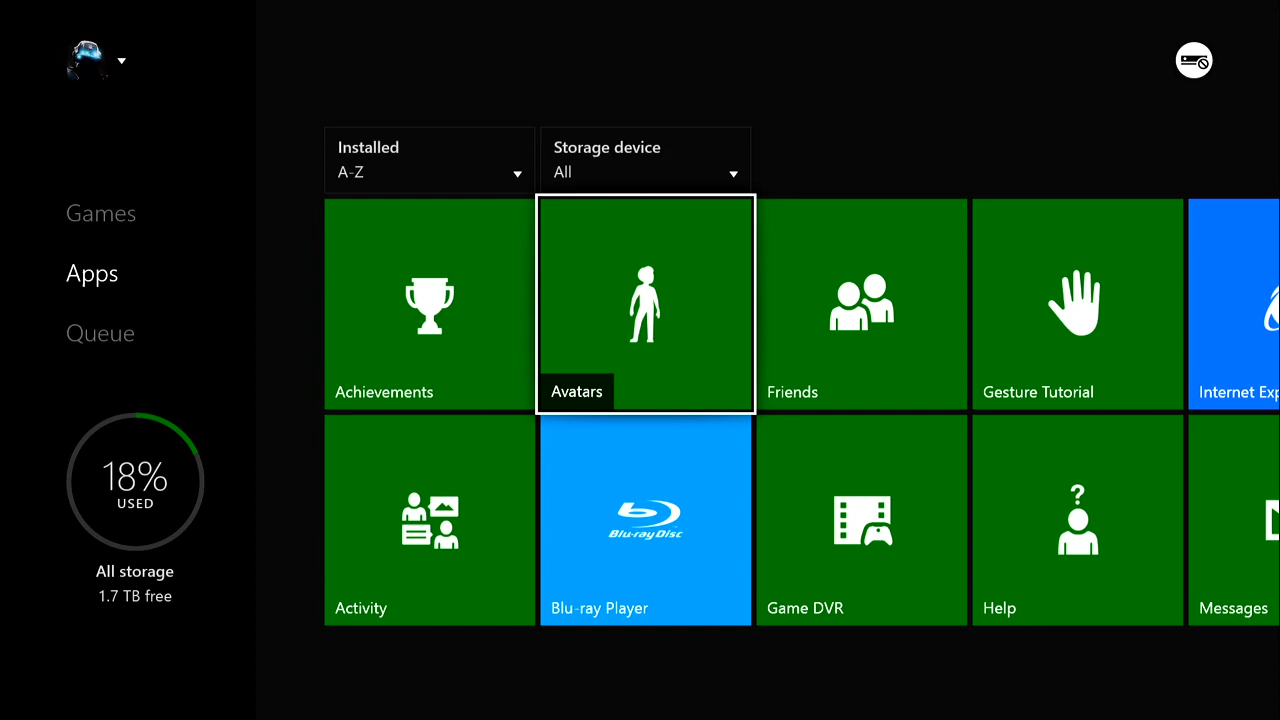 Installed
A-Z
Storage device
All
Games
Apps
Queue
Achievements
Avatars
Friends
Gesture Tutorial
Internet Exp
18%
USED
All storage
1.7 TB free
?
Blu-ray Disc
Activity
Blu-ray Player
Game DVR
Help
Messages